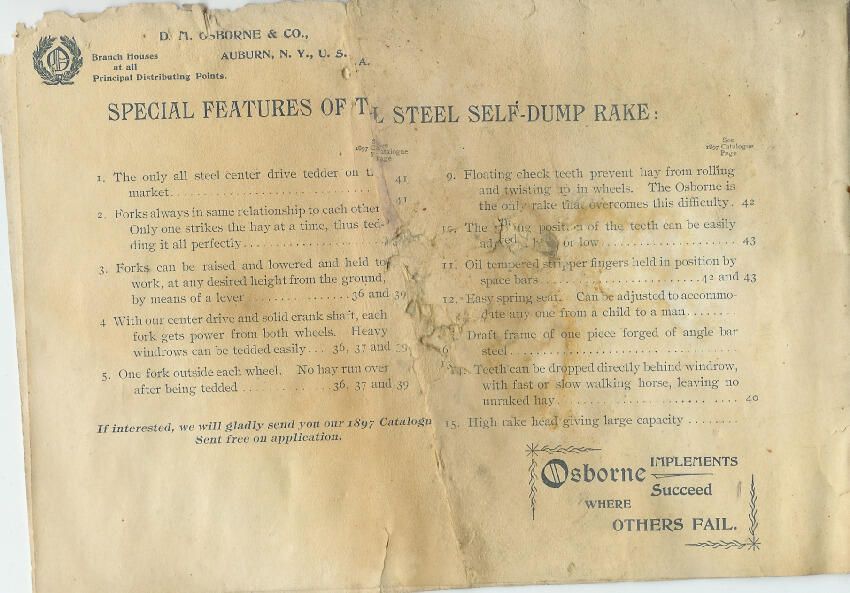 D. M. OSBORNE & CO.,
AUBURN, N. Y., U. S. A.
Branch Houses
at all
Principal Distributing Points.
SPECIAL FEATURES OF STEEL SELF-DUMP RAKE:
See
1897 Catalogue
Page
1. The only all steel center drive tedder on
market 41
41
2. Forks always in same relationship to each other
Only one strikes the hay at a time, thus ted-
ding it all perfectly
3. Forks can be raised and lowered and held to
work, at any desired height from the ground,
by means of a lever 36 and 39
4 With our center drive and solid crank shaft, each
fork gets power from both wheels. Heavy
windrows can be tedded easily 36, 37 and 39
5. One fork outside each wheel. No hay run over
after being tedded 36, 37 and 39
If interested, we will gladly send you our 1897 Catalogu
Sent free on application.
See
1897 Catalogue
Page
9. Floating check teeth prevent hay from rolling
and twisting in wheels. The Osborne is
the only rake that overcomes this difficulty. 42
10. The position of the teeth can be easily
or low 43
11. Oil tempered stripper fingers held in position by
space bars 42 and 43
12. Easy spring seat. Can be adjusted to accommo-
date any one from a child to a man
Draft frame of one piece forged of angle bar
steel
14. Teeth can be dropped directly behind windrow,
with fast or slow walking horse, leaving no
unraked hay 40
15. High rake head giving large capacity
Osborne IMPLEMENTS
Succeed
WHERE
OTHERS FAIL.